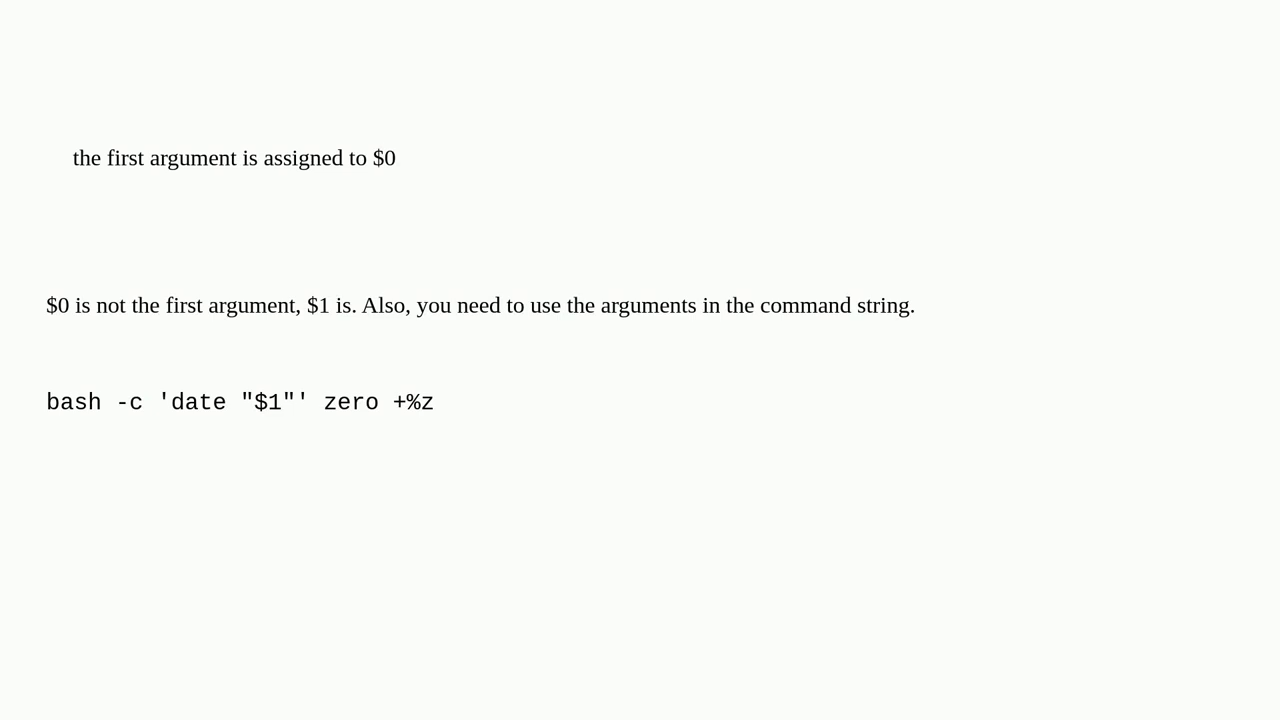 the first argument is assigned to $0
$0 is not the first argument, $1 is. Also, you need to use the arguments in the command string.
bash -c 'date "$1"' zero +%z